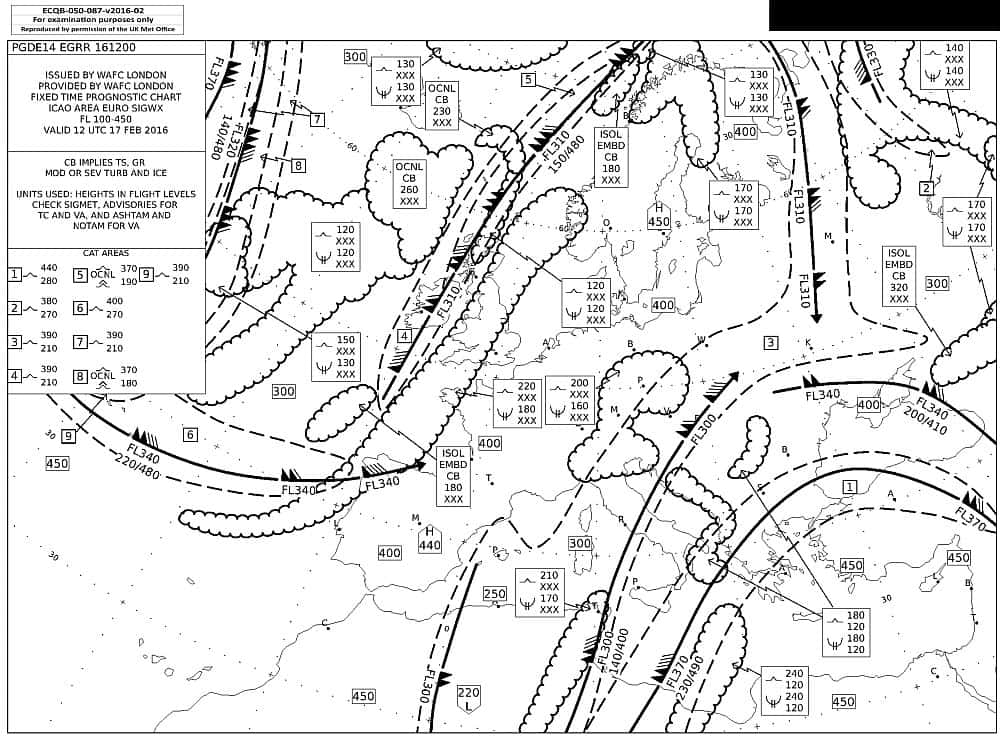 ECQB-050-087-v2016-02
For examination purposes only
Reproduced by permission of the UK Met Office
PGDE14 EGRR 161200
ISSUED BY WAFC LONDON
PROVIDED BY WAFC LONDON
FIXED TIME PROGNOSTIC CHART
ICAO AREA EURO SIGWX
FL 100-450
VALID 12 UTC 17 FEB 2016
CB IMPLIES TS, GR
MOD OR SEV TURB AND ICE
UNITS USED: HEIGHTS IN FLIGHT LEVELS
CHECK SIGMET, ADVISORIES FOR
TC AND VA, AND ASHTAM AND
NOTAM FOR VA
CAT AREAS
1 440 280
5 OCNL 370 190
9 390 210
2 380 270
6 400 270
3 390 210
7 390 210
4 390 210
8 OCNL 370 180
FL370
FL320
140/480
7
8
300
130
XXX
130
XXX
OCNL
CB
230
XXX
5
OCNL
CB
260
XXX
60
FL310
150/480
ISOL
EMBD
CB
180
XXX
B
130
XXX
130
XXX
30
400
FL310
FL330
140
XXX
140
XXX
120
XXX
120
XXX
170
XXX
170
XXX
H
450
O
60
FL310
M
2
170
XXX
170
XXX
ISOL
EMBD
CB
320
XXX
300
120
XXX
120
XXX
400
FL310
FL310
4
150
XXX
130
XXX
A
B
W
3
K
300
220
XXX
180
XXX
200
XXX
160
XXX
P
M
FL300
FL340
400
FL340
200/410
9
30
450
6
FL340
220/480
FL340
FL340
400
ISOL
EMBD
CB
180
XXX
T
B
1
A
FL370
L
M
H
440
400
P
R
300
30
450
450
L
B
T
250
210
XXX
170
XXX
T
P
A
30
C
180
120
180
120
FL300
140/400
FL370
230/490
240
120
240
120
450
C
450
FL300
220
L